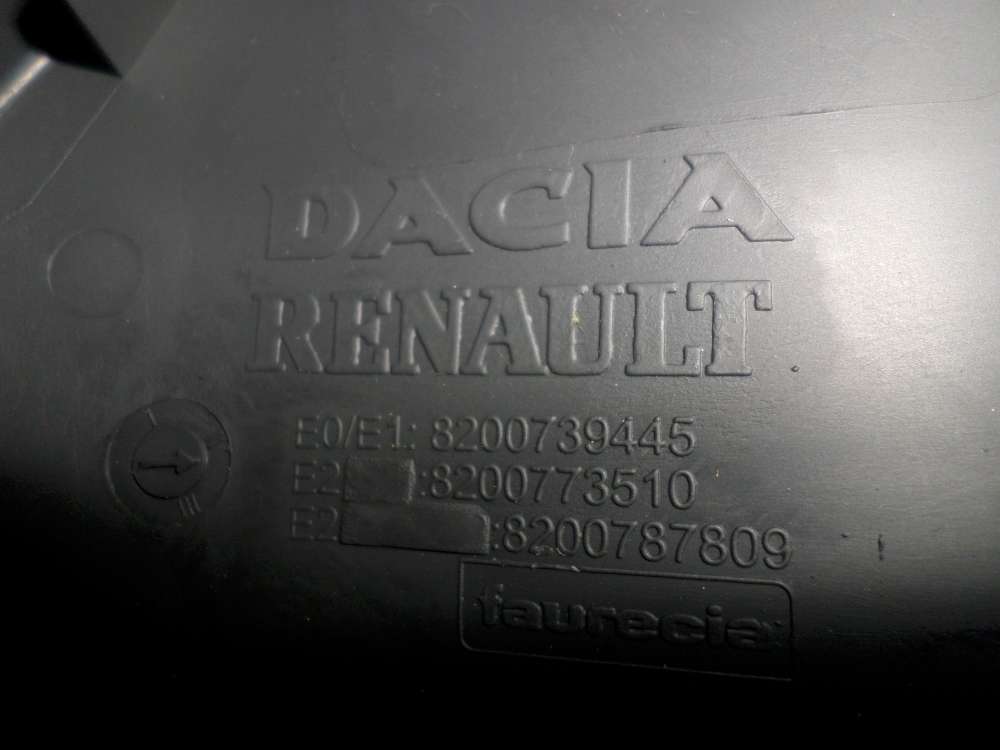 DACIA
RENAULT
E0/E1: 8200739445
E2 :8200773510
E2 :8200787809
faurecia